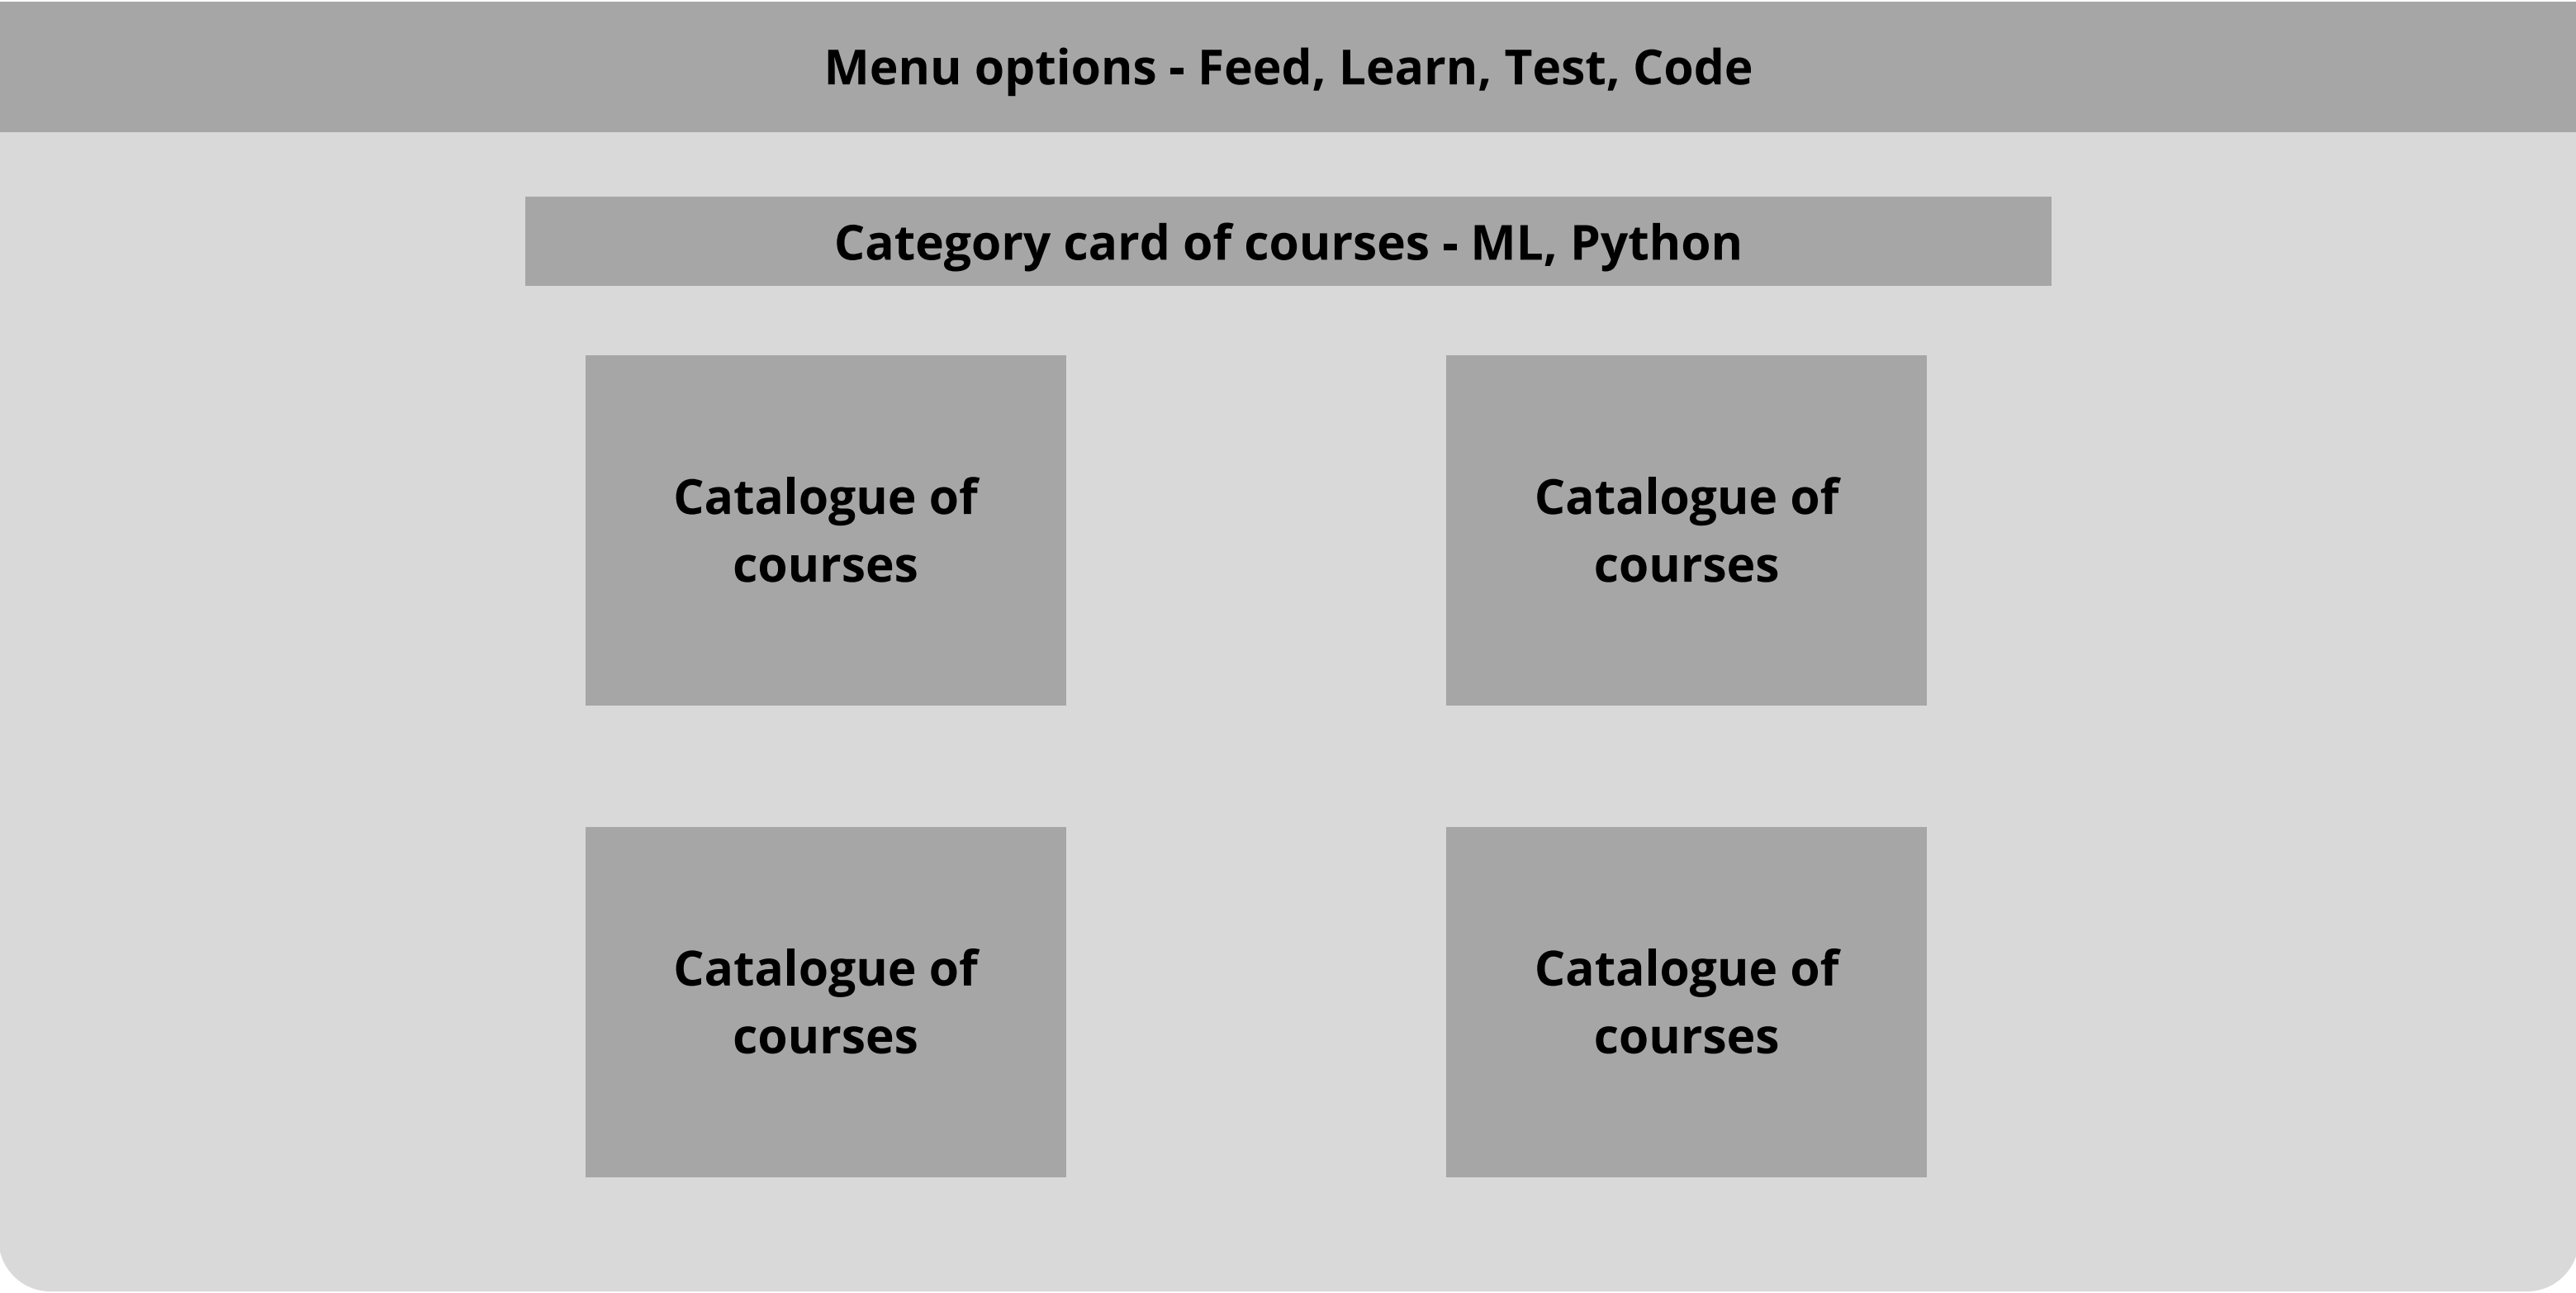 Menu options - Feed, Learn, Test, Code
Category card of courses - ML, Python
Catalogue of
courses
Catalogue of
courses
Catalogue of
courses
Catalogue of
courses